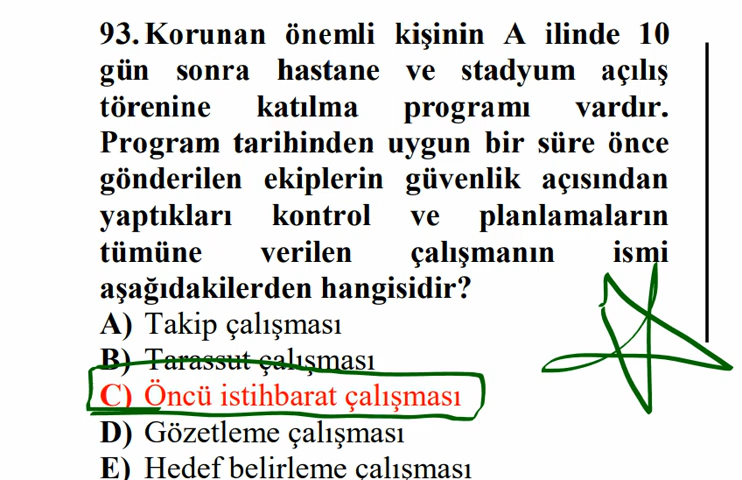 93. Korunan önemli kişinin A ilinde 10
gün sonra hastane ve stadyum açılış
törenine katılma programı vardır.
Program tarihinden uygun bir süre önce
gönderilen ekiplerin güvenlik açısından
yaptıkları kontrol ve planlamaların
tümüne verilen çalışmanın ismi
aşağıdakilerden hangisidir?
A) Takip çalışması
B) Tarassut çalışması
C) Öncü istihbarat çalışması
D) Gözetleme çalışması
E) Hedef belirleme çalışması